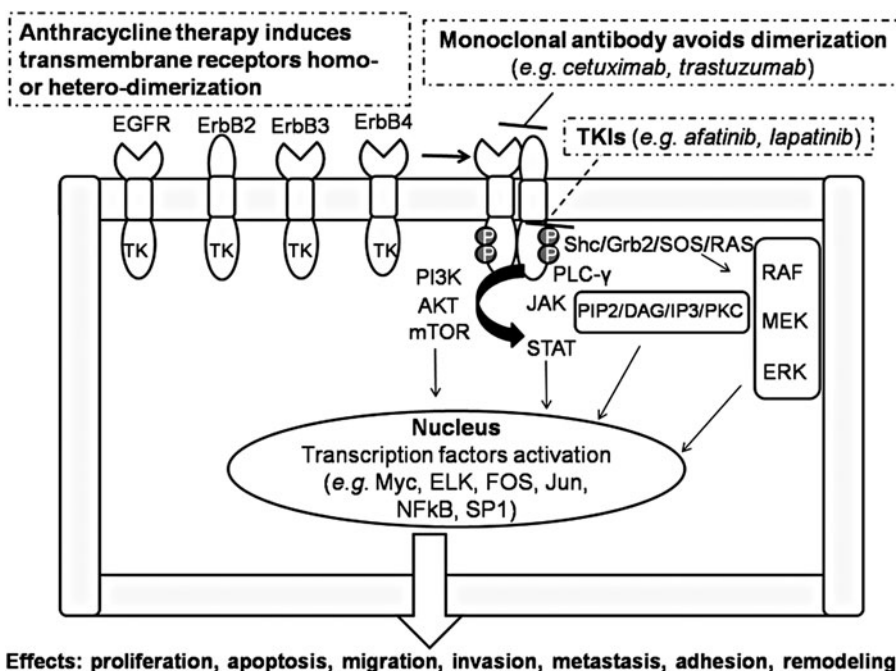 Anthracycline therapy induces
transmembrane receptors homo-
or hetero-dimerization
Monoclonal antibody avoids dimerization
(e.g. cetuximab, trastuzumab)
EGFR ErbB2 ErbB3 ErbB4
TKIs (e.g. afatinib, lapatinib)
TK TK TK TK
P P
P P
Shc/Grb2/SOS/RAS
PI3K
AKT
mTOR
PLC-γ
JAK
STAT
PIP2/DAG/IP3/PKC
RAF
MEK
ERK
Nucleus
Transcription factors activation
(e.g. Myc, ELK, FOS, Jun,
NFkB, SP1)
Effects: proliferation, apoptosis, migration, invasion, metastasis, adhesion, remodeling